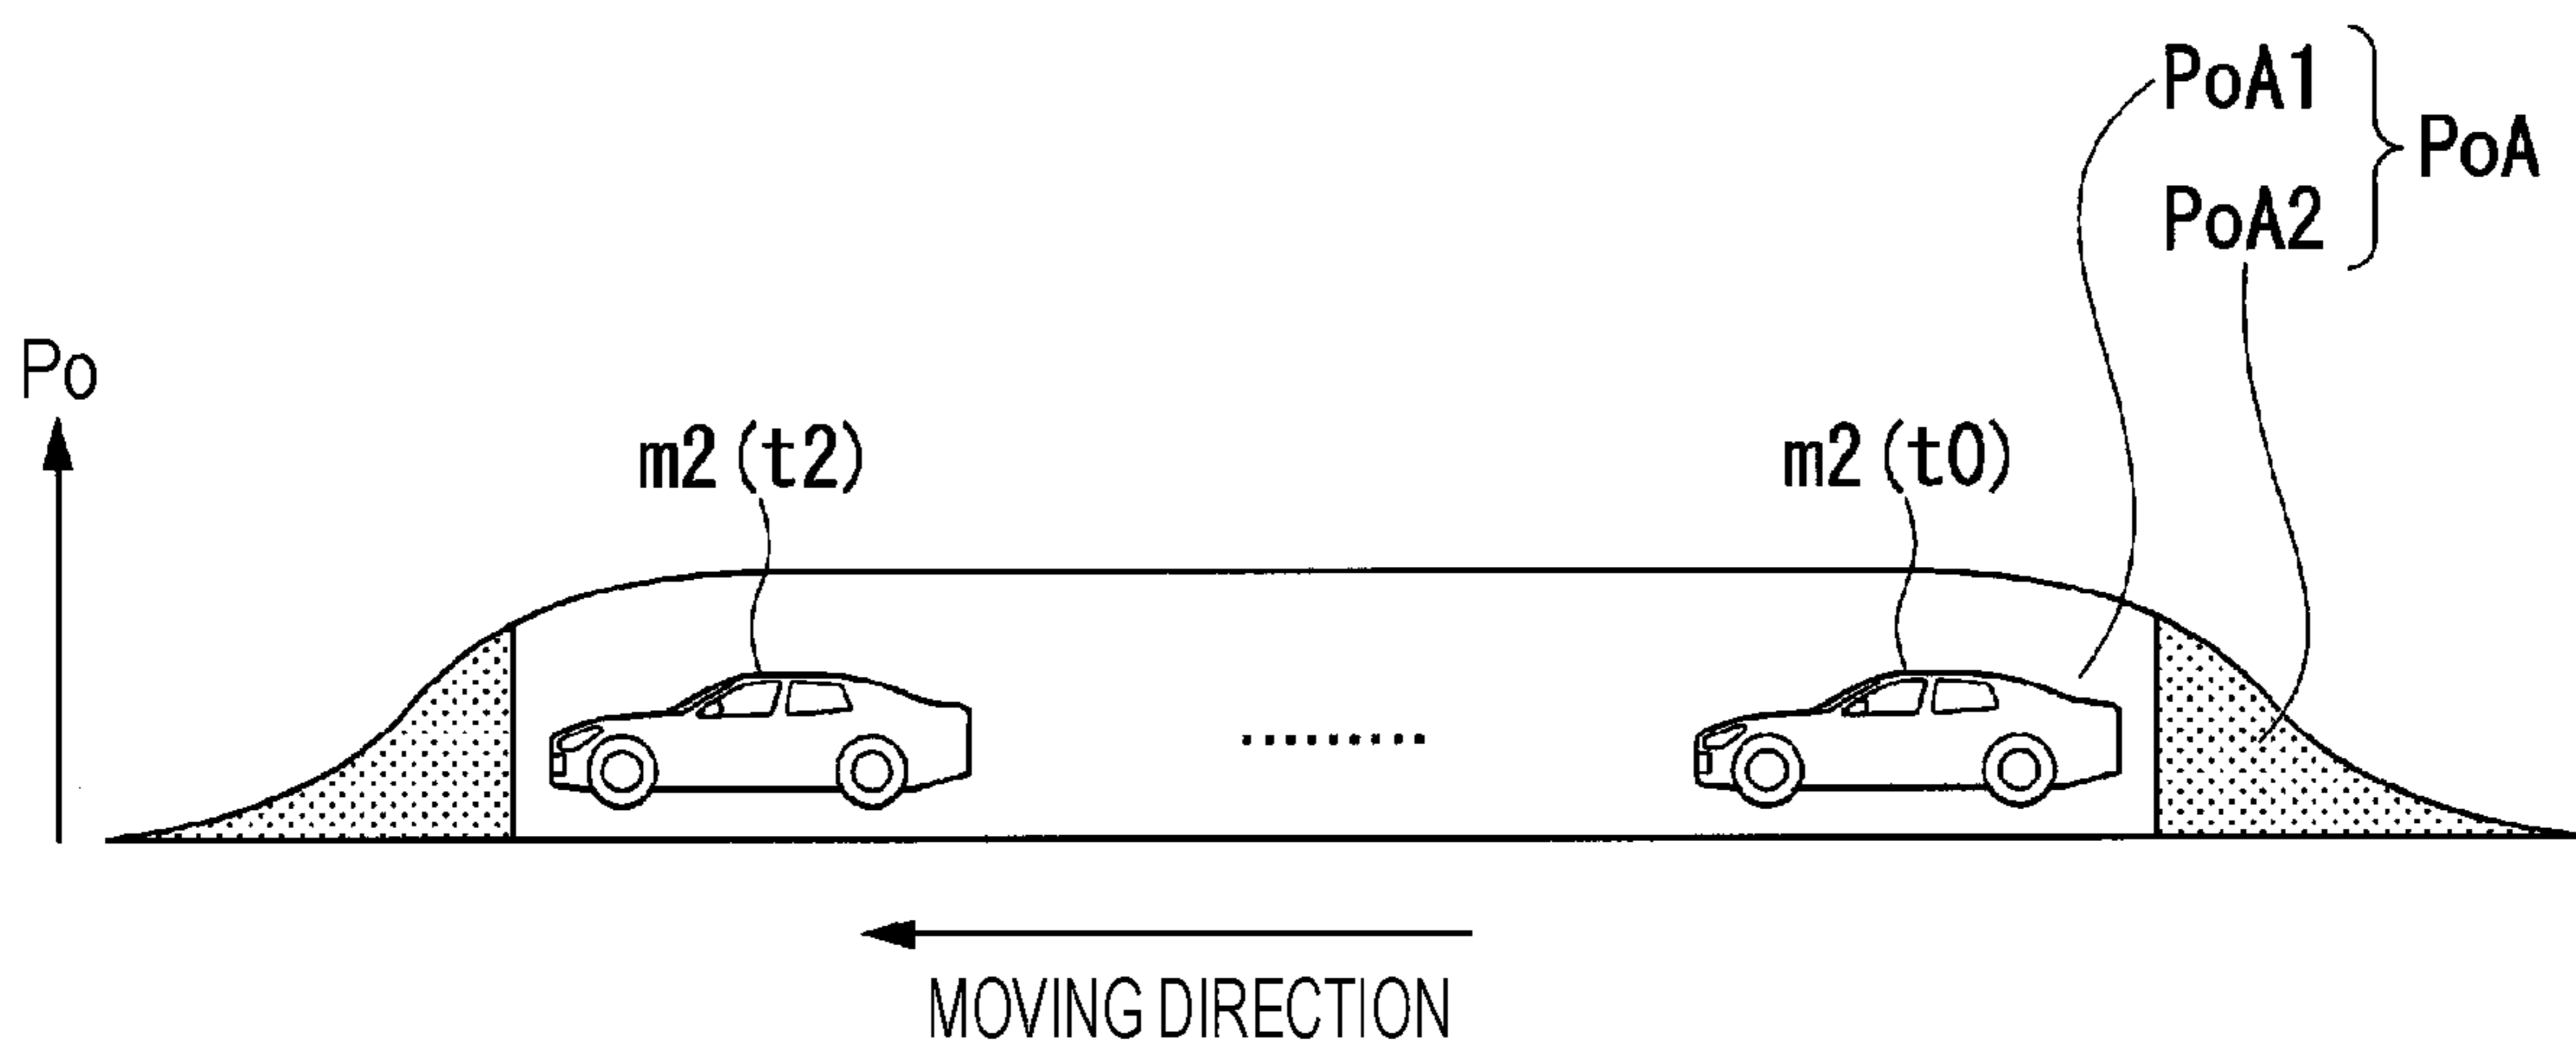 PoA1
PoA
PoA2
Po
m2(t2)
m2(t0)
MOVING DIRECTION